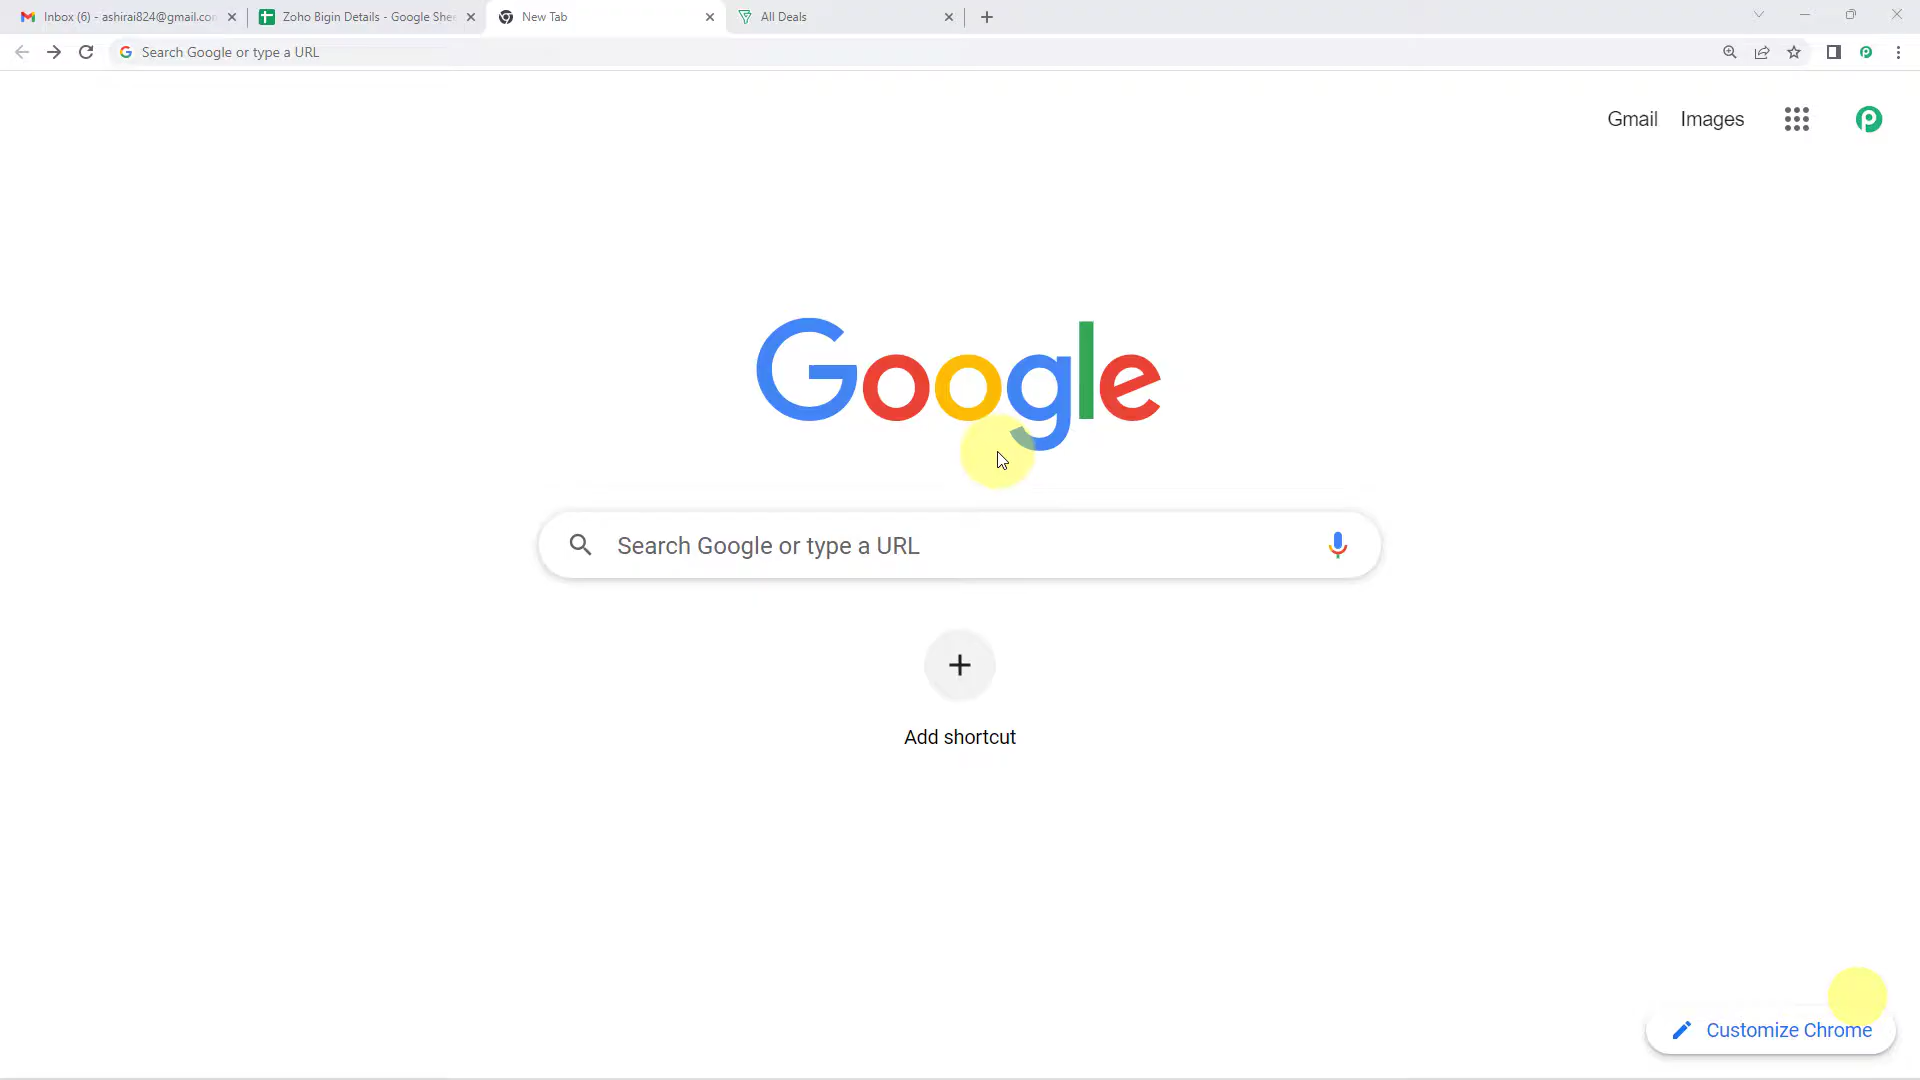 Inbox (6) - ashirai824@gmail.co
Zoho Bigin Details - Google Shee
New Tab
All Deals
Search Google or type a URL
Gmail
Images
Google
Search Google or type a URL
Add shortcut
Customize Chrome